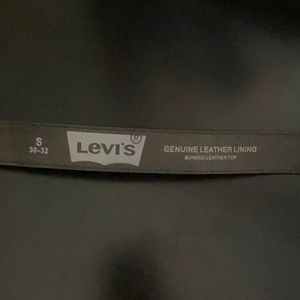 S
30-32
Levi's
®
GENUINE LEATHER LINING
BONDED LEATHER TOP